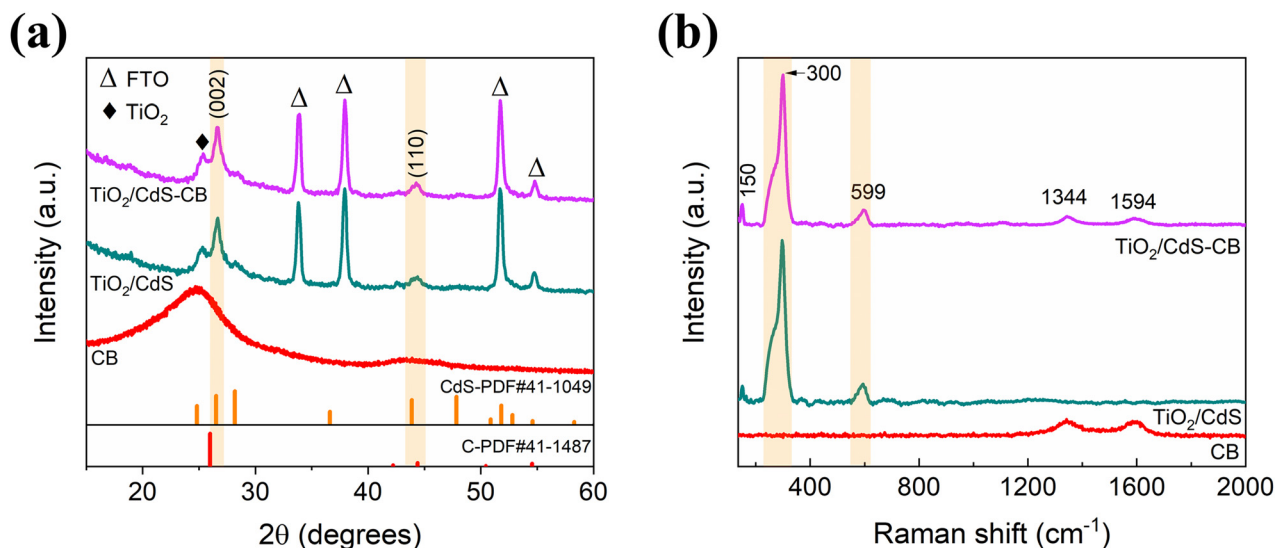 (a)
Δ FTO
♦ TiO₂
(002)
Δ
Δ
Δ
Δ
♦
(110)
TiO₂/CdS-CB
TiO₂/CdS
CB
CdS-PDF#41-1049
C-PDF#41-1487
Intensity (a.u.)
20 30 40 50 60
2θ (degrees)
(b)
300
150
599
1344
1594
TiO₂/CdS-CB
TiO₂/CdS
CB
Intensity (a.u.)
400 800 1200 1600 2000
Raman shift (cm⁻¹)